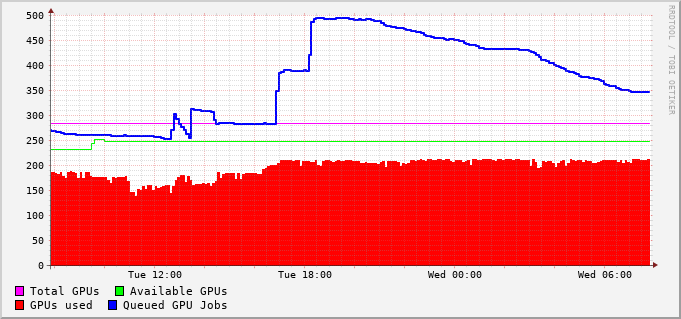 RRDTOOL / TOBI OETIKER
500
450
400
350
300
250
200
150
100
50
0
Tue 12:00 Tue 18:00 Wed 00:00 Wed 06:00
Total GPUs Available GPUs
GPUs used Queued GPU Jobs